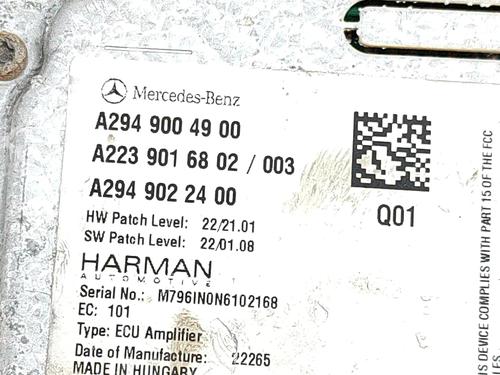 Mercedes-Benz
A294 900 49 00
A223 901 68 02 / 003
A294 902 24 00
Q01
HW Patch Level: 22/21.01
SW Patch Level: 22/01.08
HARMAN
AUTOMOTIVE
Serial No.: M796IN0N6102168
EC: 101
Type: ECU Amplifier
Date of Manufacture: 22265
MADE IN HUNGARY
IS DEVICE COMPLIES WITH PART 15 OF THE FCC